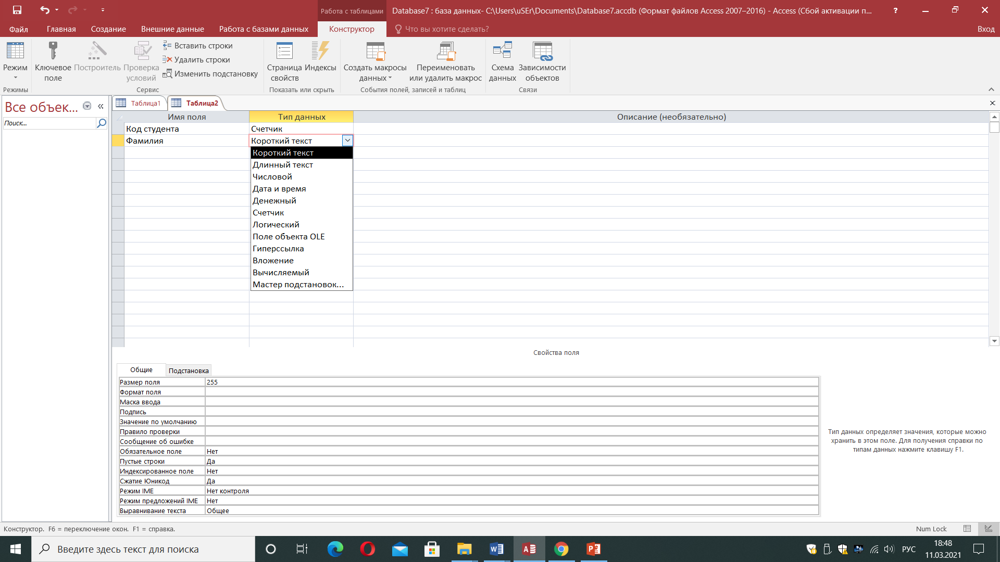 Работа с таблицами
Database7 : база данных- C:\Users\uSEr\Documents\Database7.accdb (Формат файлов Access 2007–2016) - Access (Сбой активации п...
?
Файл
Главная
Создание
Внешние данные
Работа с базами данных
Конструктор
Что вы хотите сделать?
Вход
Режим
Ключевое поле
Построитель
Проверка условий
Вставить строки
Удалить строки
Изменить подстановку
Страница свойств
Индексы
Создать макросы данных
Переименовать или удалить макрос
Схема данных
Зависимости объектов
Режимы
Сервис
Показать или скрыть
События полей, записей и таблиц
Связи
Все объек...
«
Поиск...
Таблица1
Таблица2
Имя поля
Тип данных
Описание (необязательно)
Код студента
Счетчик
Фамилия
Короткий текст
Короткий текст
Длинный текст
Числовой
Дата и время
Денежный
Счетчик
Логический
Поле объекта OLE
Гиперссылка
Вложение
Вычисляемый
Мастер подстановок...
Свойства поля
Общие
Подстановка
Размер поля 255
Формат поля
Маска ввода
Подпись
Значение по умолчанию
Правило проверки
Сообщение об ошибке
Обязательное поле Нет
Пустые строки Да
Индексированное поле Нет
Сжатие Юникод Да
Режим IME Нет контроля
Режим предложений IME Нет
Выравнивание текста Общее
Тип данных определяет значения, которые можно
хранить в этом поле. Для получения справки по
типам данных нажмите клавишу F1.
Конструктор. F6 = переключение окон. F1 = справка.
Num Lock
Введите здесь текст для поиска
РУС
18:48
11.03.2021